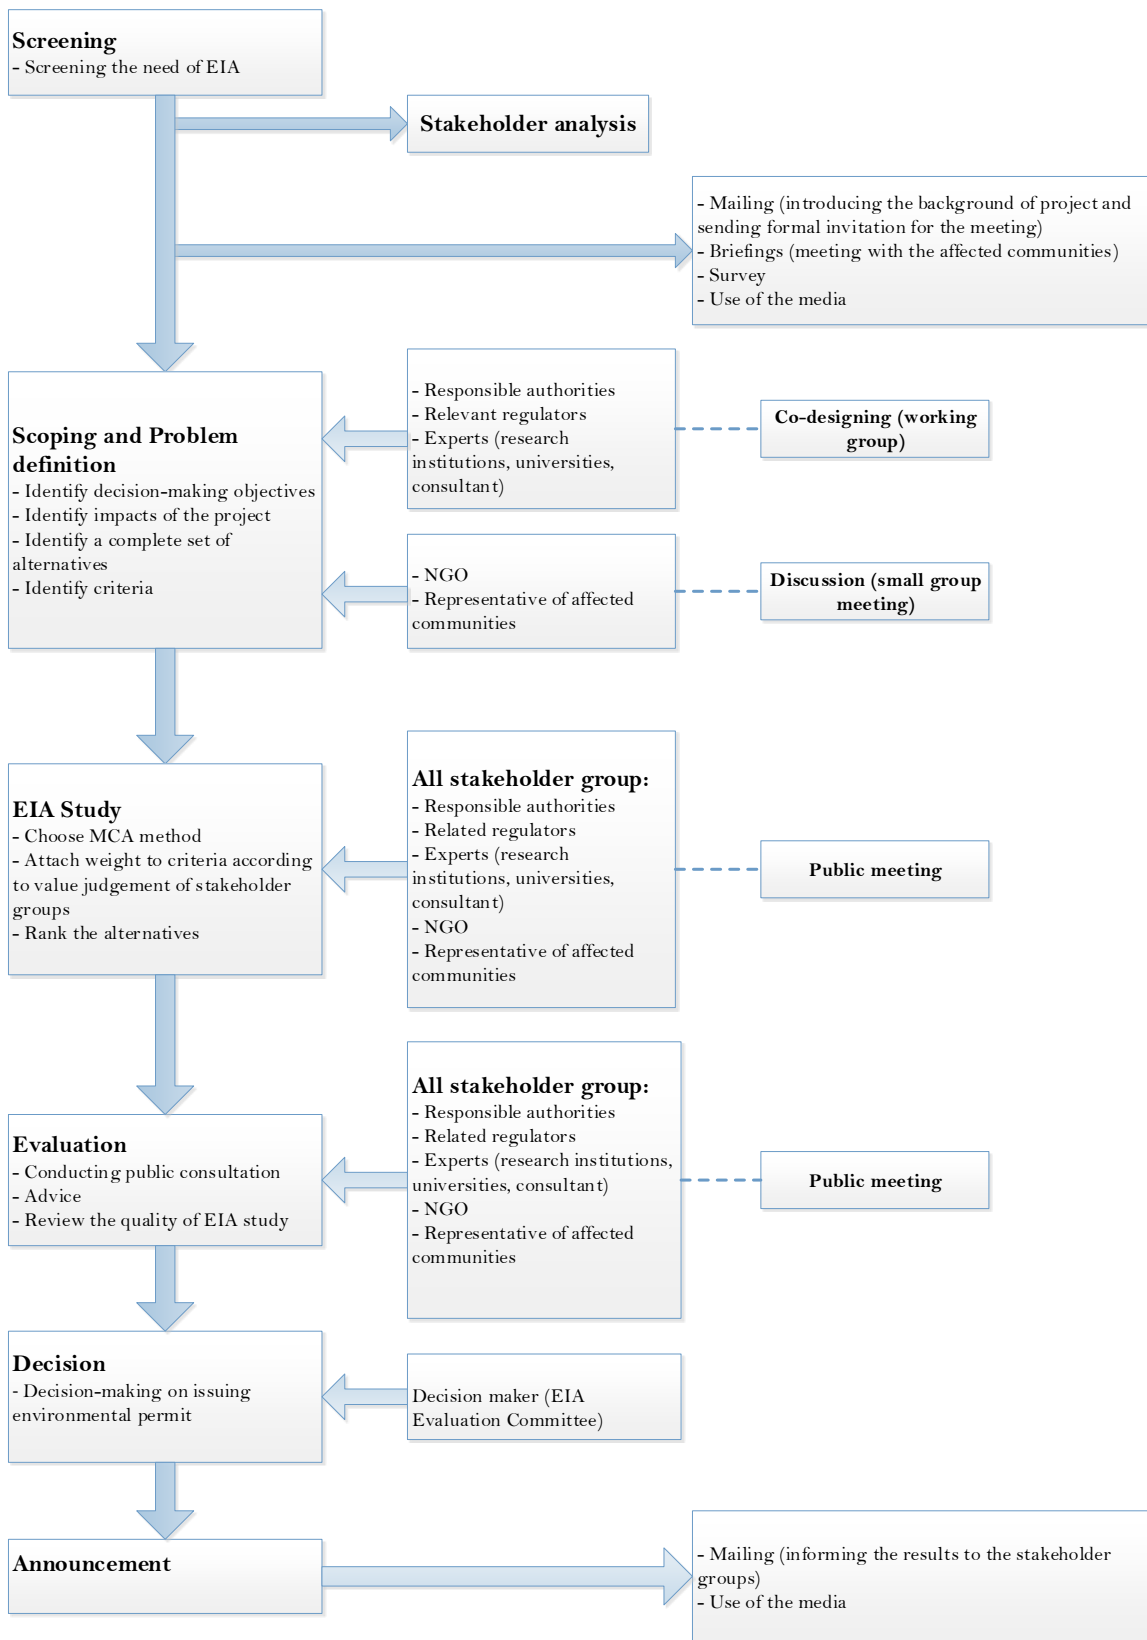 Screening
- Screening the need of EIA
Stakeholder analysis
- Mailing (introducing the background of project and
sending formal invitation for the meeting)
- Briefings (meeting with the affected communities)
- Survey
- Use of the media
Scoping and Problem
definition
- Identify decision-making objectives
- Identify impacts of the project
- Identify a complete set of
alternatives
- Identify criteria
- Responsible authorities
- Relevant regulators
- Experts (research
institutions, universities,
consultant)
Co-designing (working
group)
- NGO
- Representative of affected
communities
Discussion (small group
meeting)
EIA Study
- Choose MCA method
- Attach weight to criteria according
to value judgement of stakeholder
groups
- Rank the alternatives
All stakeholder group:
- Responsible authorities
- Related regulators
- Experts (research
institutions, universities,
consultant)
- NGO
- Representative of affected
communities
Public meeting
Evaluation
- Conducting public consultation
- Advice
- Review the quality of EIA study
All stakeholder group:
- Responsible authorities
- Related regulators
- Experts (research institutions,
universities, consultant)
- NGO
- Representative of affected
communities
Public meeting
Decision
- Decision-making on issuing
environmental permit
Decision maker (EIA
Evaluation Committee)
Announcement
- Mailing (informing the results to the stakeholder
groups)
- Use of the media